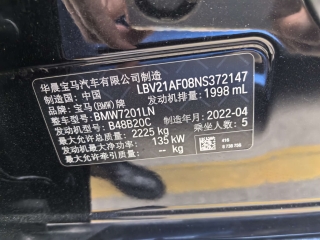 华晨宝马汽车有限公司制造
制造国：中国 LBV21AF08NS372147
品牌：宝马(BMW)牌 发动机排量：1998 mL
整车型号：BMW7201LN
发动机型号：B48B20C 制造年月：2022-04
最大允许总质量：2225 kg 乘坐人数：5
发动机最大净功率：135 kW
最大允许牵引质量：-- kg